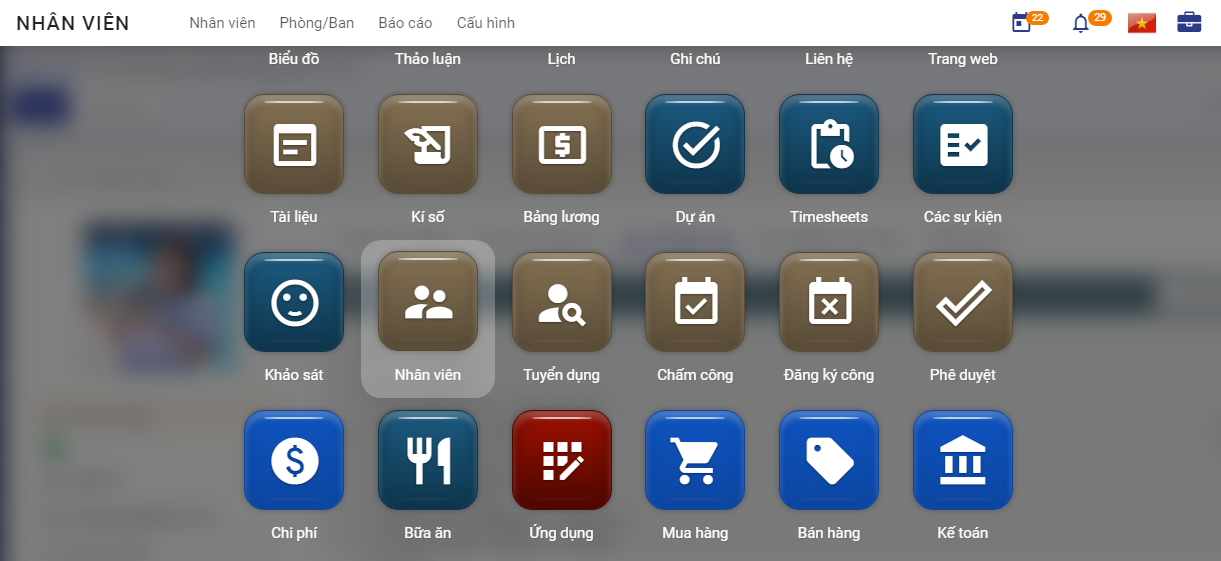 NHÂN VIÊN Nhân viên Phòng/Ban Báo cáo Cấu hình 22 29
Biểu đồ Thảo luận Lịch Ghi chú Liên hệ Trang web
Tài liệu Kí số Bảng lương Dự án Timesheets Các sự kiện
Khảo sát Nhân viên Tuyển dụng Chấm công Đăng ký công Phê duyệt
Chi phí Bữa ăn Ứng dụng Mua hàng Bán hàng Kế toán